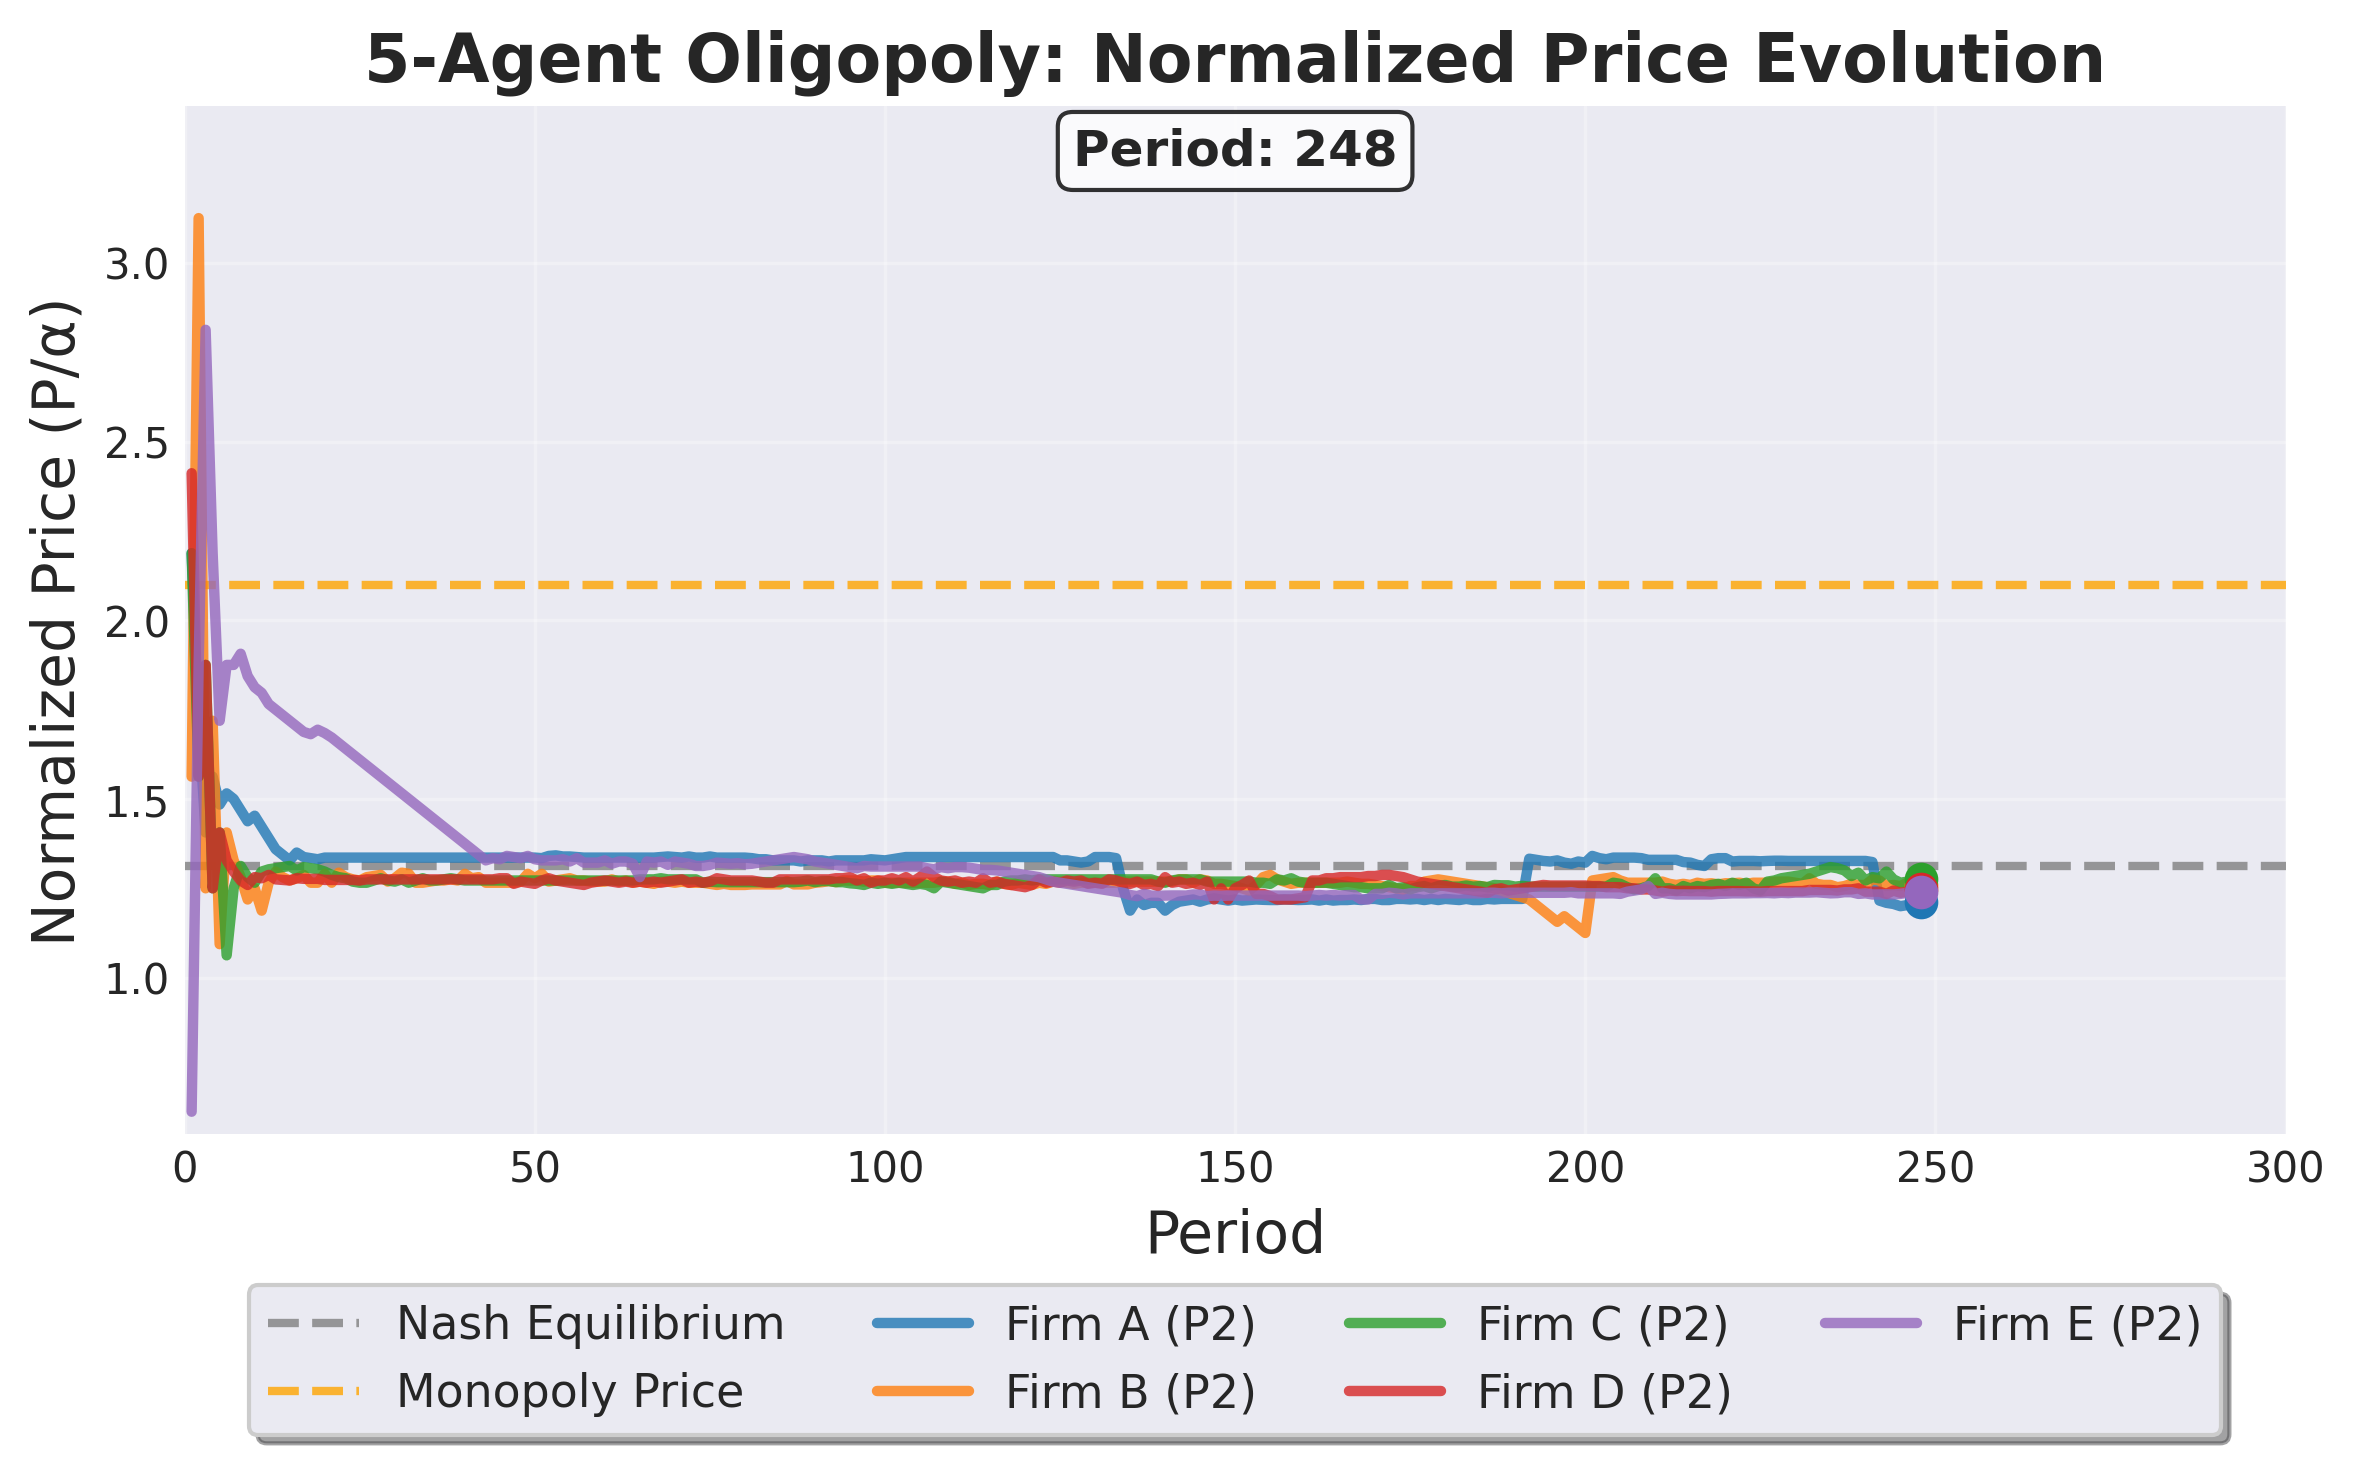 5-Agent Oligopoly: Normalized Price Evolution
Period: 248
Normalized Price (P/α)
3.0
2.5
2.0
1.5
1.0
0 50 100 150 200 250 300
Period
Nash Equilibrium Firm A (P2) Firm C (P2) Firm E (P2)
Monopoly Price Firm B (P2) Firm D (P2)